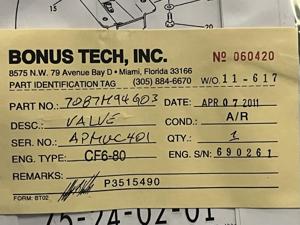 BONUS TECH, INC. Nº 060420
8575 N.W. 79 Avenue Bay D • Miami, Florida 33166
PART IDENTIFICATION TAG (305) 884-6670 W/O 11-617
PART NO.: 7087M94G03 DATE: APR 07 2011
DESC.: VALVE COND.: A/R
SER. NO.: APMVC401 QTY.: 1
ENG. TYPE: CF6-80 ENG. S/N: 690261
REMARKS: P3515490
FORM: BT02
75-24-02-01